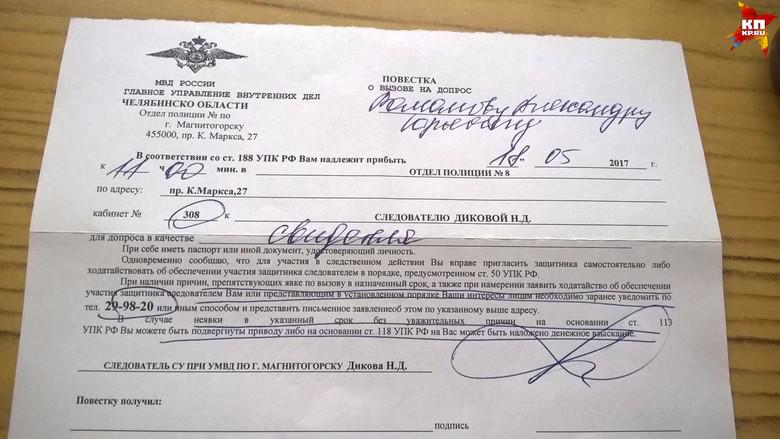 КП
KP.RU
МВД РОССИИ
ГЛАВНОЕ УПРАВЛЕНИЕ ВНУТРЕННИХ ДЕЛ
ЧЕЛЯБИНСКО ОБЛАСТИ
Отдел полиции № по
г. Магнитогорску
455000, пр. К. Маркса, 27
ПОВЕСТКА
О ВЫЗОВЕ НА ДОПРОС
Александру
Юрьевичу
В соответствии со ст. 188 УПК РФ Вам надлежит прибыть 18 05 2017 г.
к 11 ч 00 мин. в ОТДЕЛ ПОЛИЦИИ № 8
по адресу: пр. К.Маркса,27
кабинет № 308 к СЛЕДОВАТЕЛЮ ДИКОВОЙ Н.Д.
для допроса в качестве свидетеля
При себе иметь паспорт или иной документ, удостоверяющий личность.
Одновременно сообщаю, что для участия в следственном действии Вы вправе пригласить защитника самостоятельно либо
ходатайствовать об обеспечении участия защитника следователем в порядке, предусмотренном ст. 50 УПК РФ.
При наличии причин, препятствующих явке по вызову в назначенный срок, а также при намерении заявить ходатайство об обеспечении
участия защитника следователем Вам или представляющим в установленном порядке Ваши интересы лицам необходимо заранее уведомить по
тел. 29-98-20 или иным способом и представить письменное заявлениеоб этом по указанному выше адресу.
В случае неявки в указанный срок без уважительных причин на основании ст. 113
УПК РФ Вы можете быть подвергнуты приводу либо на основании ст. 118 УПК РФ на Вас может быть наложено денежное взыскание.
СЛЕДОВАТЕЛЬ СУ ПРИ УМВД ПО Г. МАГНИТОГОРСКУ Дикова Н.Д.
Повестку получил:
подпись